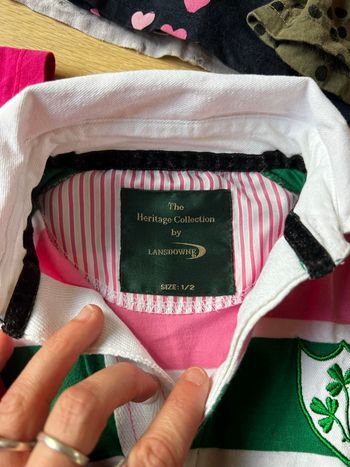 The
Heritage Collection
by
LANSDOWNE
SIZE: 1/2